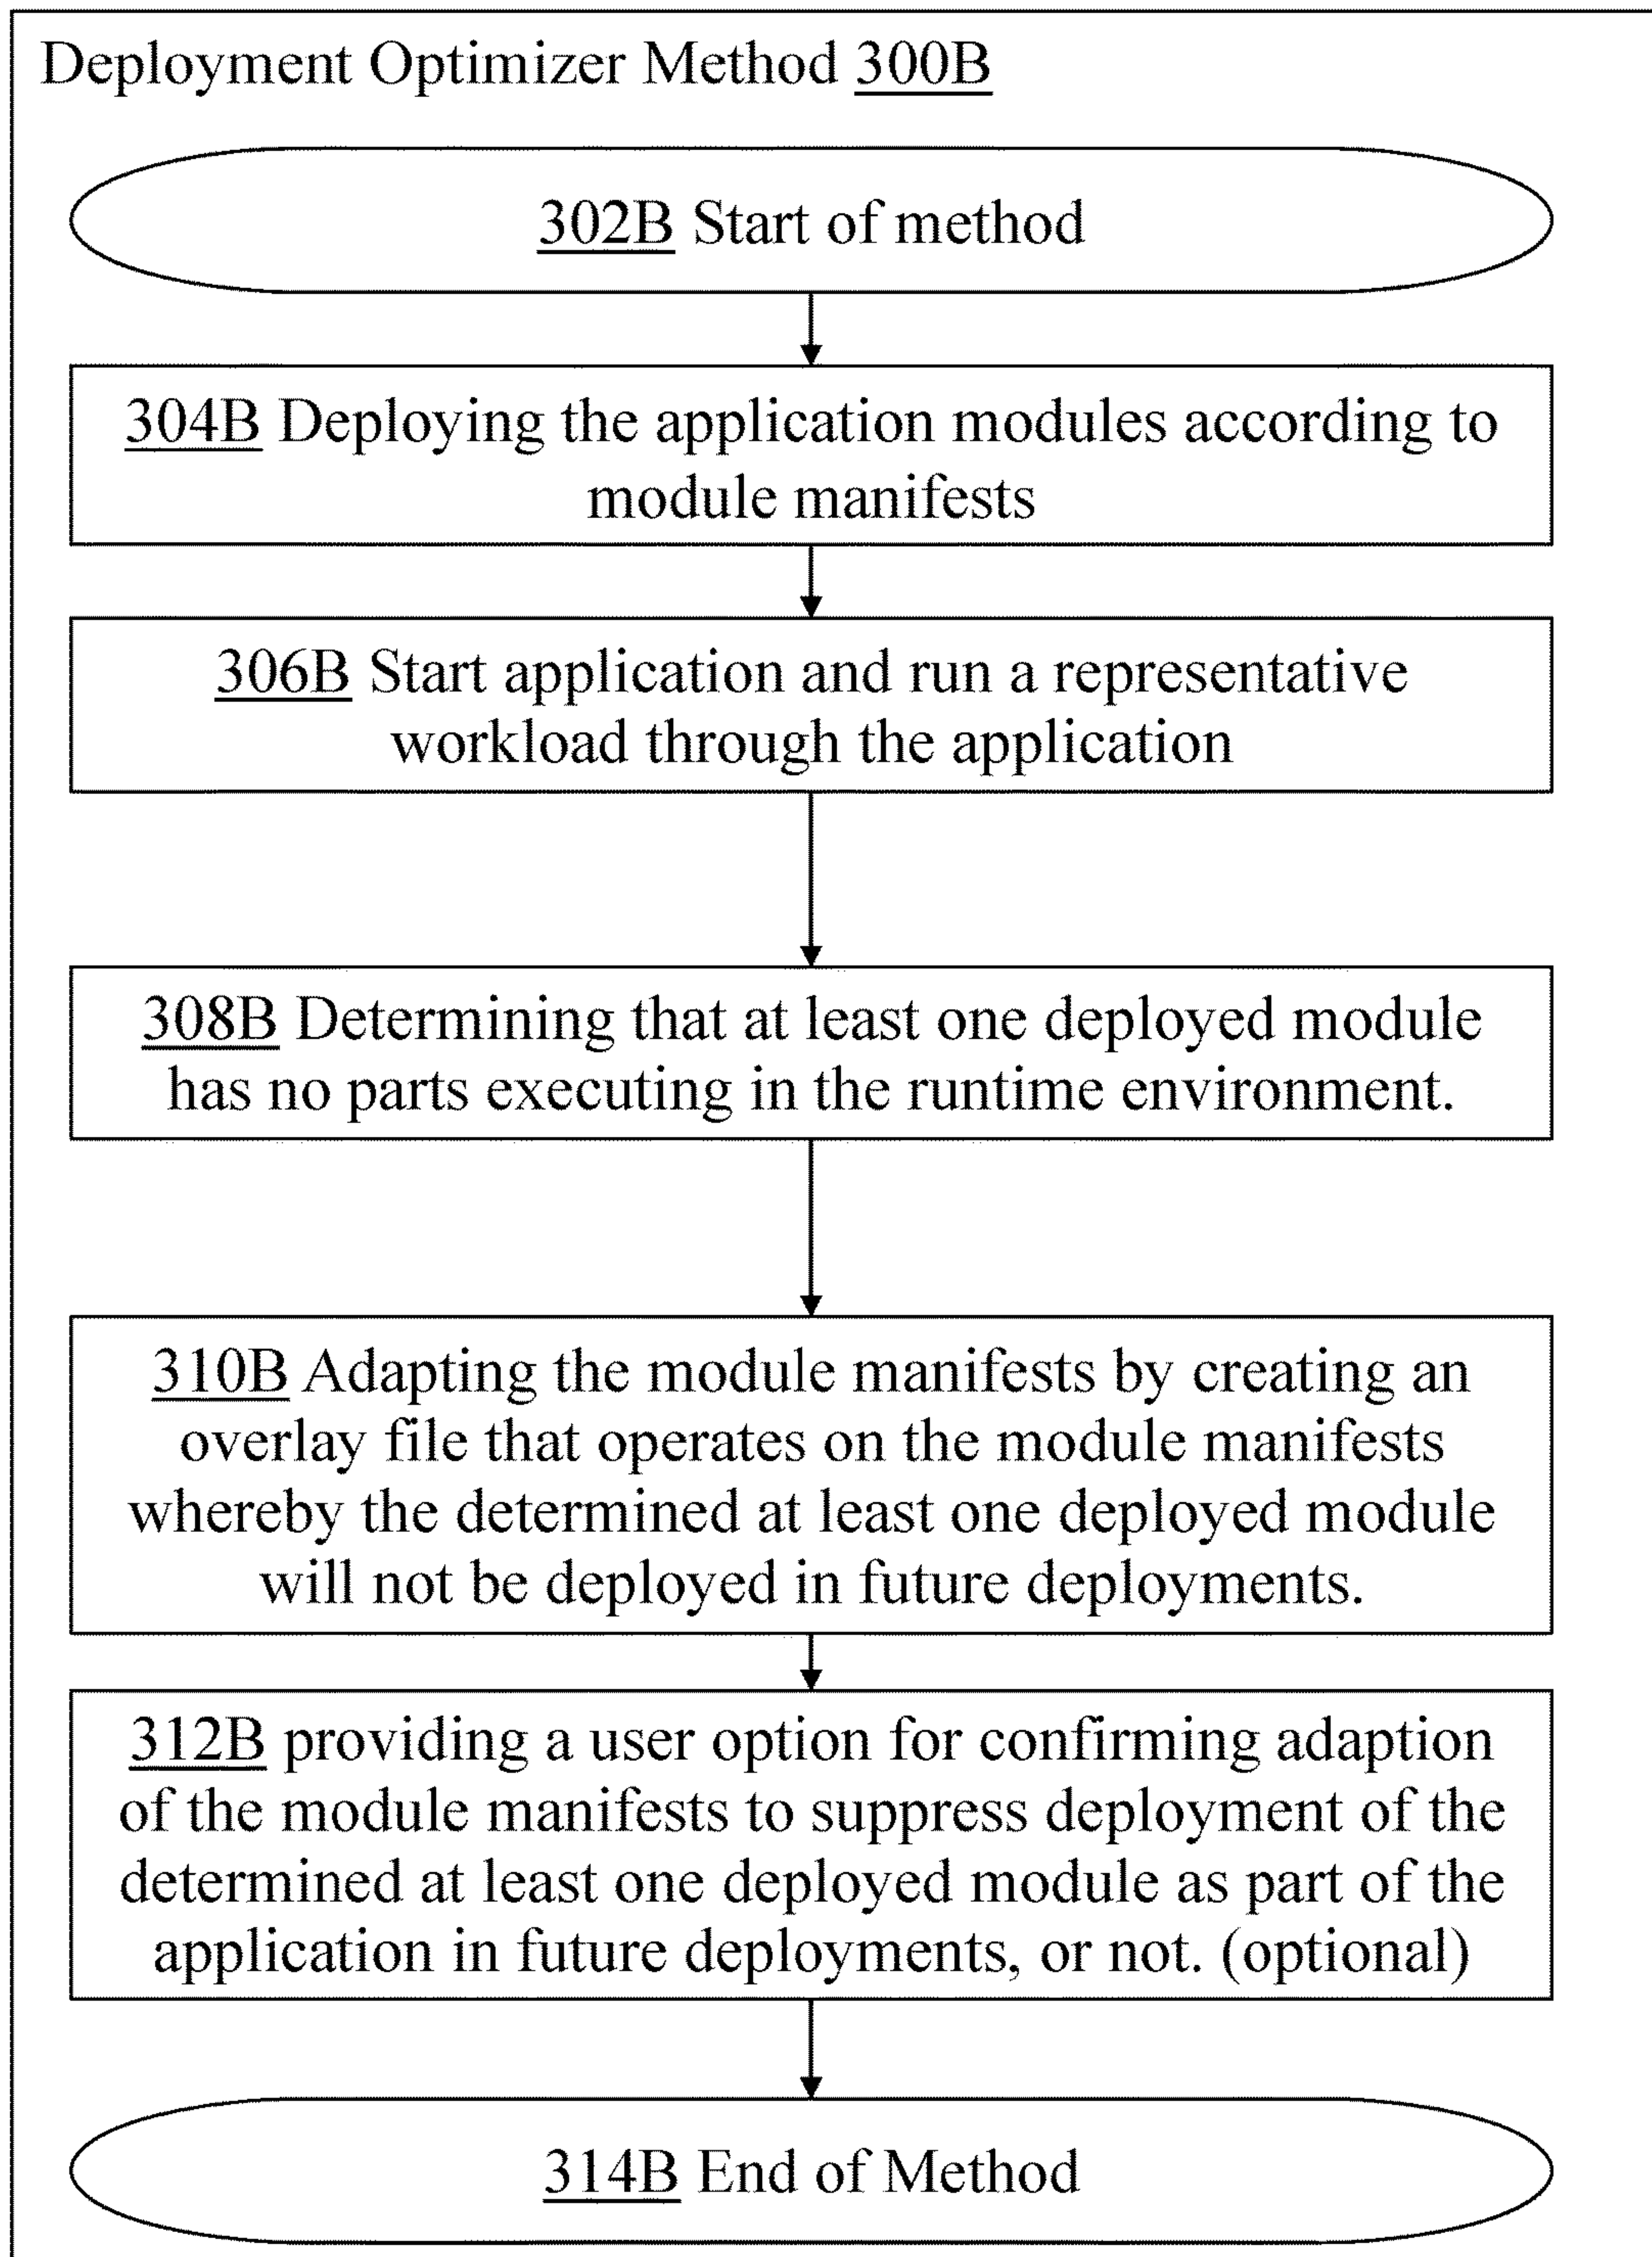 Deployment Optimizer Method 300B
302B Start of method
304B Deploying the application modules according to
module manifests
306B Start application and run a representative
workload through the application
308B Determining that at least one deployed module
has no parts executing in the runtime environment.
310B Adapting the module manifests by creating an
overlay file that operates on the module manifests
whereby the determined at least one deployed module
will not be deployed in future deployments.
312B providing a user option for confirming adaption
of the module manifests to suppress deployment of the
determined at least one deployed module as part of the
application in future deployments, or not. (optional)
314B End of Method